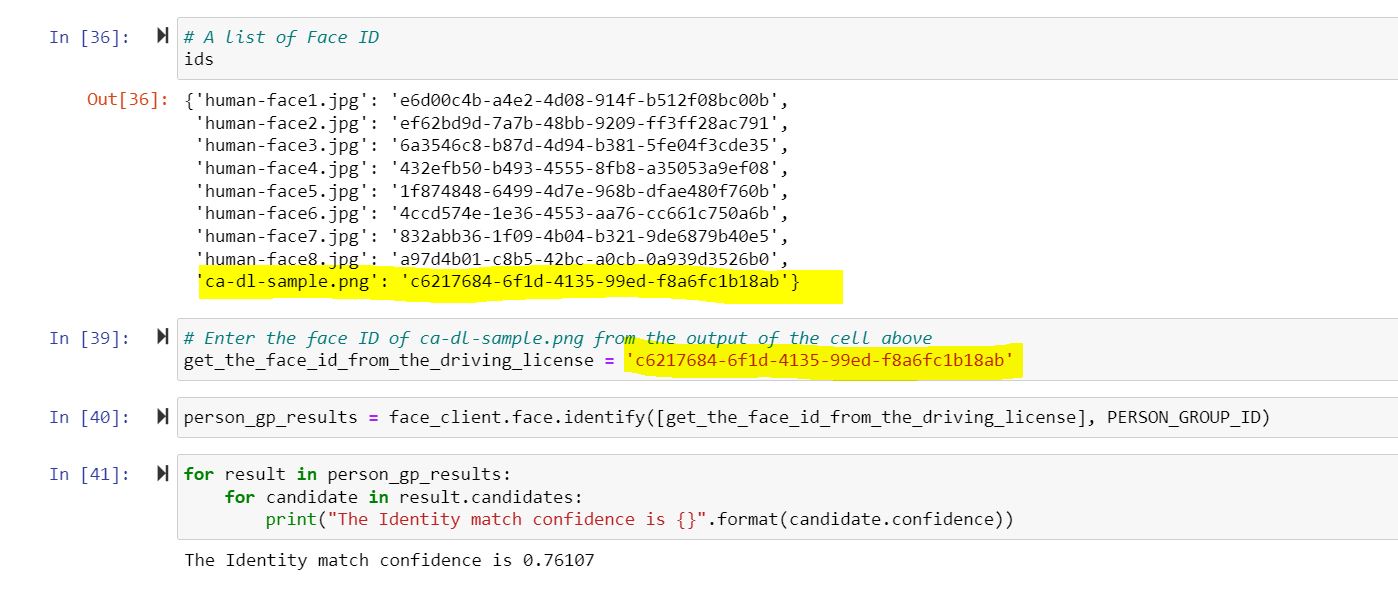 In [36]: # A list of Face ID
ids
Out[36]: {'human-face1.jpg': 'e6d00c4b-a4e2-4d08-914f-b512f08bc00b',
'human-face2.jpg': 'ef62bd9d-7a7b-48bb-9209-ff3ff28ac791',
'human-face3.jpg': '6a3546c8-b87d-4d94-b381-5fe04f3cde35',
'human-face4.jpg': '432efb50-b493-4555-8fb8-a35053a9ef08',
'human-face5.jpg': '1f874848-6499-4d7e-968b-dfae480f760b',
'human-face6.jpg': '4ccd574e-1e36-4553-aa76-cc661c750a6b',
'human-face7.jpg': '832abb36-1f09-4b04-b321-9de6879b40e5',
'human-face8.jpg': 'a97d4b01-c8b5-42bc-a0cb-0a939d3526b0',
'ca-dl-sample.png': 'c6217684-6f1d-4135-99ed-f8a6fc1b18ab'}
In [39]: # Enter the face ID of ca-dl-sample.png from the output of the cell above
get_the_face_id_from_the_driving_license = 'c6217684-6f1d-4135-99ed-f8a6fc1b18ab'
In [40]: person_gp_results = face_client.face.identify([get_the_face_id_from_the_driving_license], PERSON_GROUP_ID)
In [41]: for result in person_gp_results:
for candidate in result.candidates:
print("The Identity match confidence is {}".format(candidate.confidence))
The Identity match confidence is 0.76107